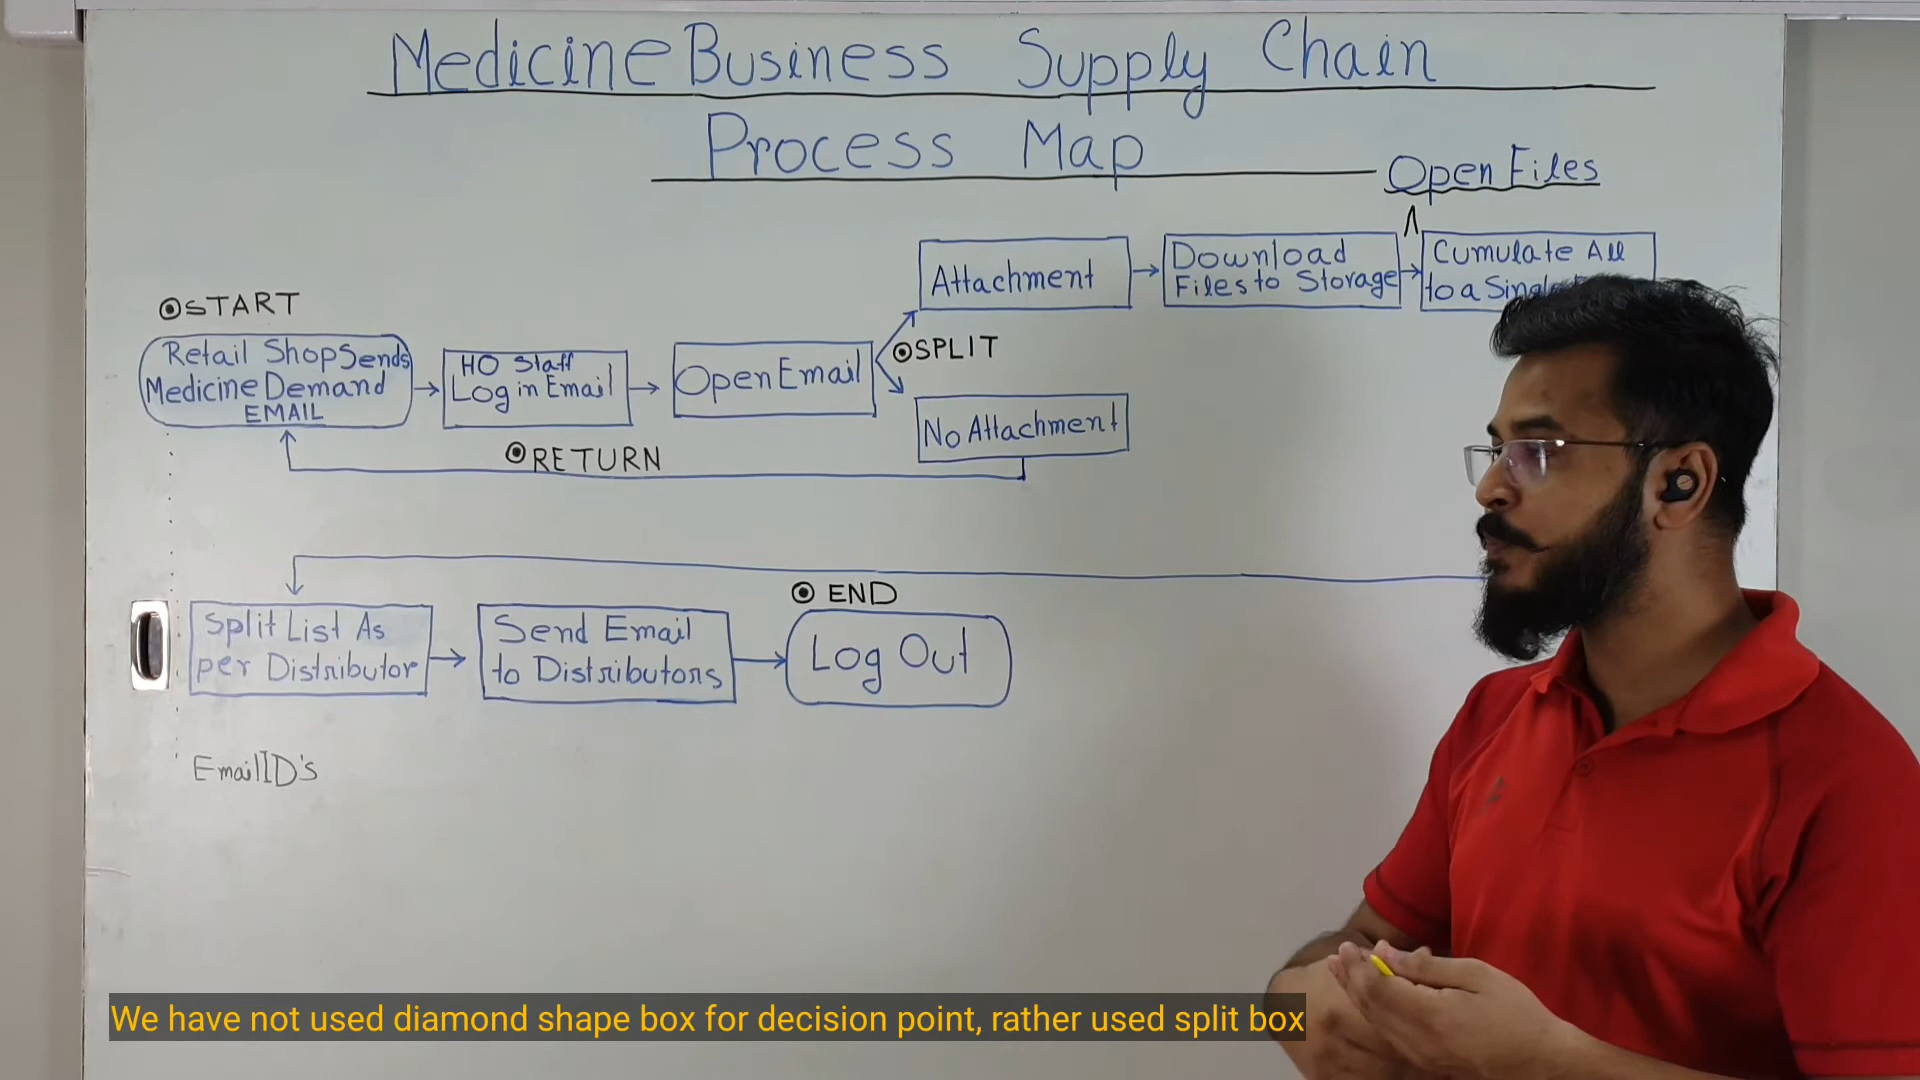 Medicine Business Supply Chain
Process Map
Open Files
Attachment
Download
Files to Storage
Cumulate All
to a Single
START
Retail Shop Sends
Medicine Demand
EMAIL
HO Staff
Log in Email
Open Email
SPLIT
No Attachment
RETURN
Split List As
per Distributor
Send Email
to Distributors
END
Log Out
EmailID's
We have not used diamond shape box for decision point, rather used split box